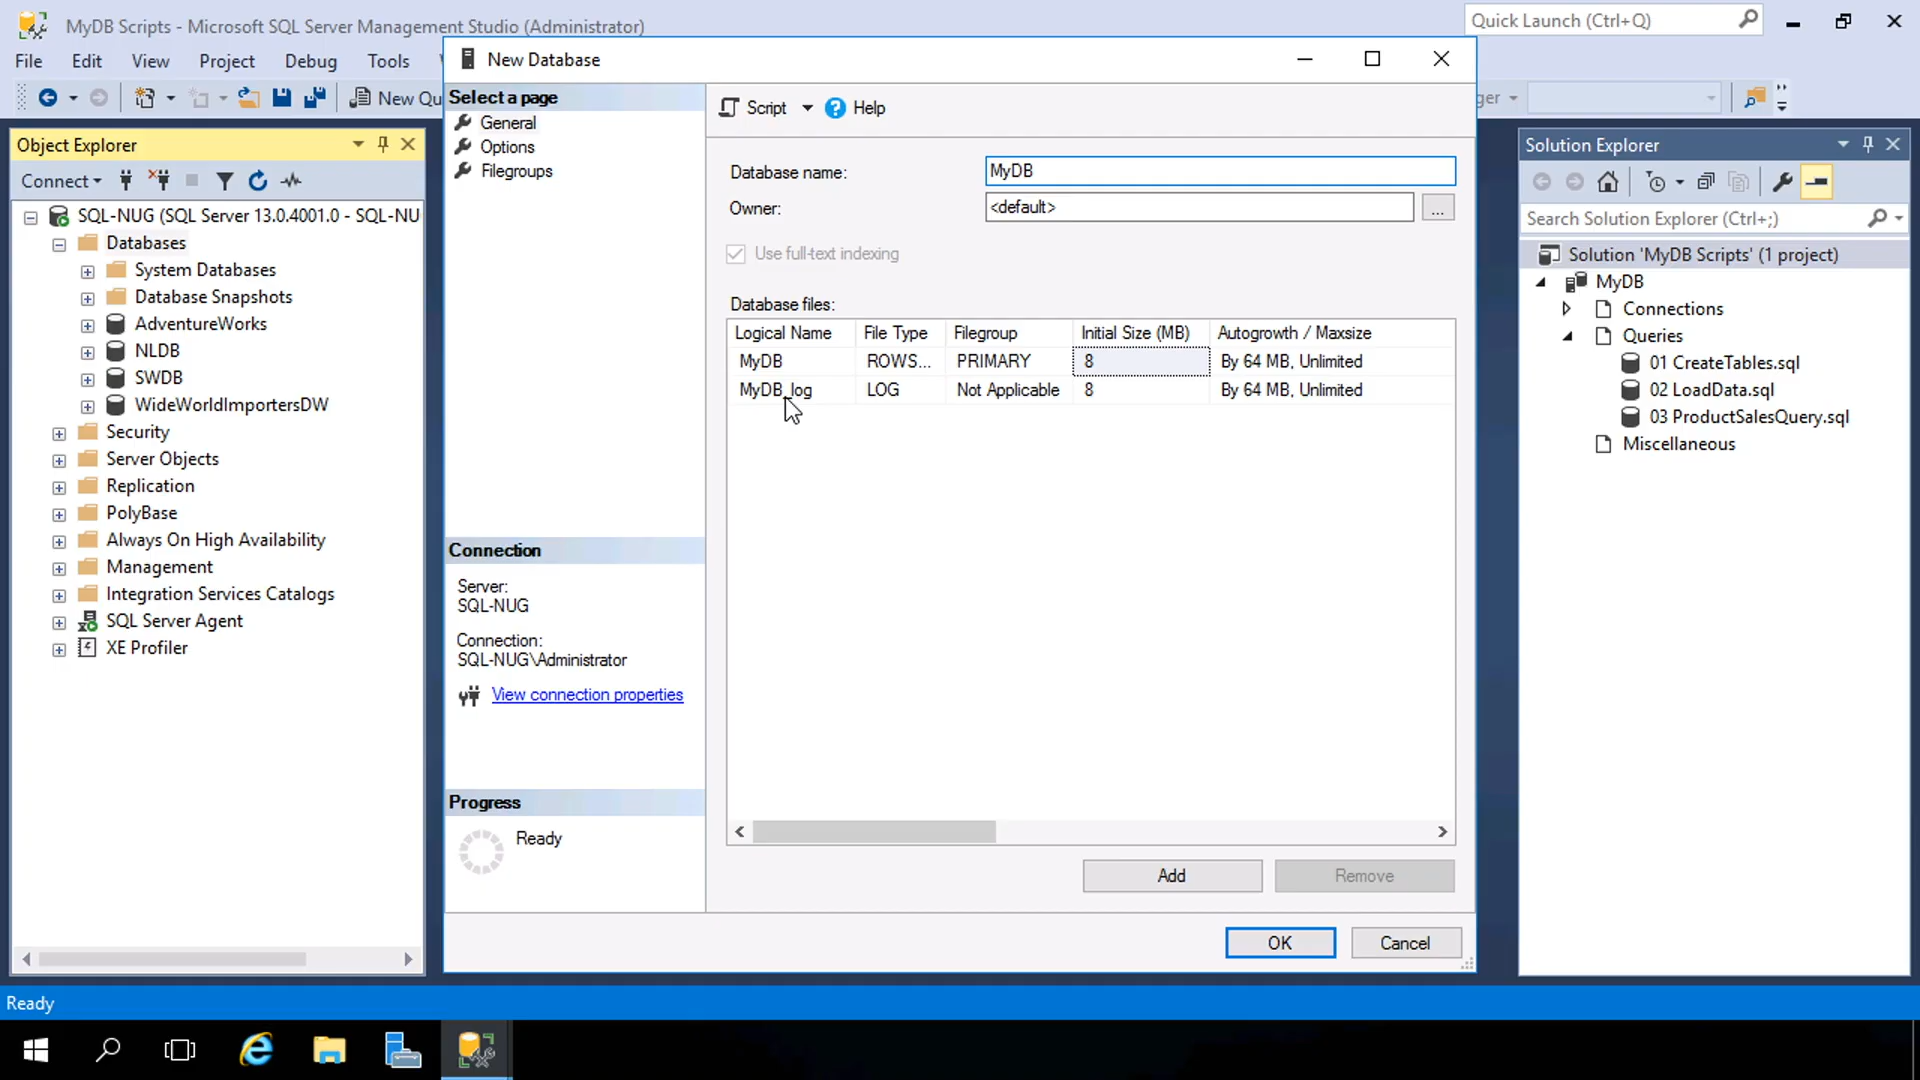 MyDB Scripts - Microsoft SQL Server Management Studio (Administrator)
Quick Launch (Ctrl+Q)
File Edit View Project Debug Tools
New Qu
Object Explorer
Connect
SQL-NUG (SQL Server 13.0.4001.0 - SQL-NU
Databases
System Databases
Database Snapshots
AdventureWorks
NLDB
SWDB
WideWorldImportersDW
Security
Server Objects
Replication
PolyBase
Always On High Availability
Management
Integration Services Catalogs
SQL Server Agent
XE Profiler
New Database
Select a page
General
Options
Filegroups
Connection
Server:
SQL-NUG
Connection:
SQL-NUG\Administrator
View connection properties
Progress
Ready
Script Help
Database name: MyDB
Owner: <default> ...
Use full-text indexing
Database files:
Logical Name File Type Filegroup Initial Size (MB) Autogrowth / Maxsize
MyDB ROWS... PRIMARY 8 By 64 MB, Unlimited
MyDB_log LOG Not Applicable 8 By 64 MB, Unlimited
Add Remove
OK Cancel
ger
Solution Explorer
Search Solution Explorer (Ctrl+;)
Solution 'MyDB Scripts' (1 project)
MyDB
Connections
Queries
01 CreateTables.sql
02 LoadData.sql
03 ProductSalesQuery.sql
Miscellaneous
Ready